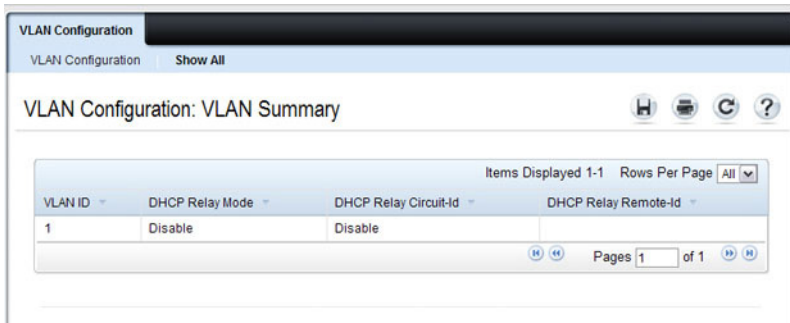 VLAN Configuration
VLAN Configuration Show All
VLAN Configuration: VLAN Summary
Items Displayed 1-1 Rows Per Page All
VLAN ID DHCP Relay Mode DHCP Relay Circuit-Id DHCP Relay Remote-Id
1 Disable Disable
Pages 1 of 1